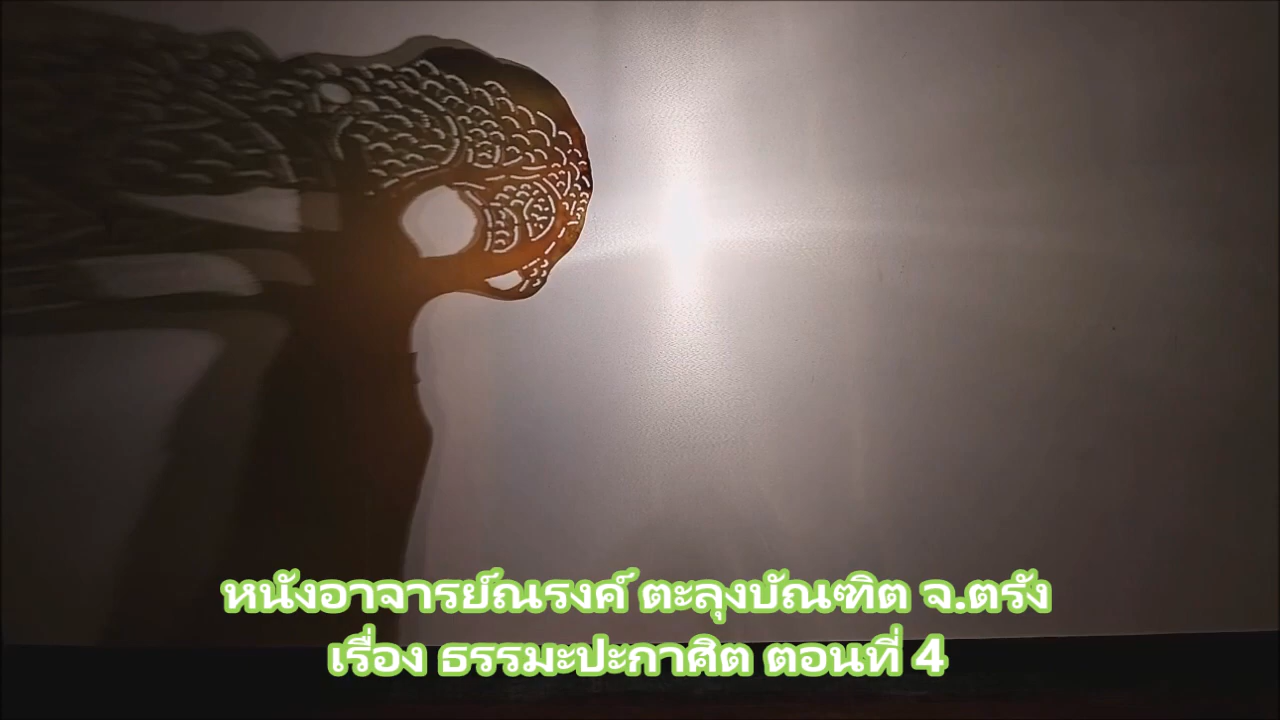 หนังอาจารย์ณรงค์ ตะลุงบัณฑิต จ.ตรัง
เรื่อง ธรรมะปะกาศิต ตอนที่ 4